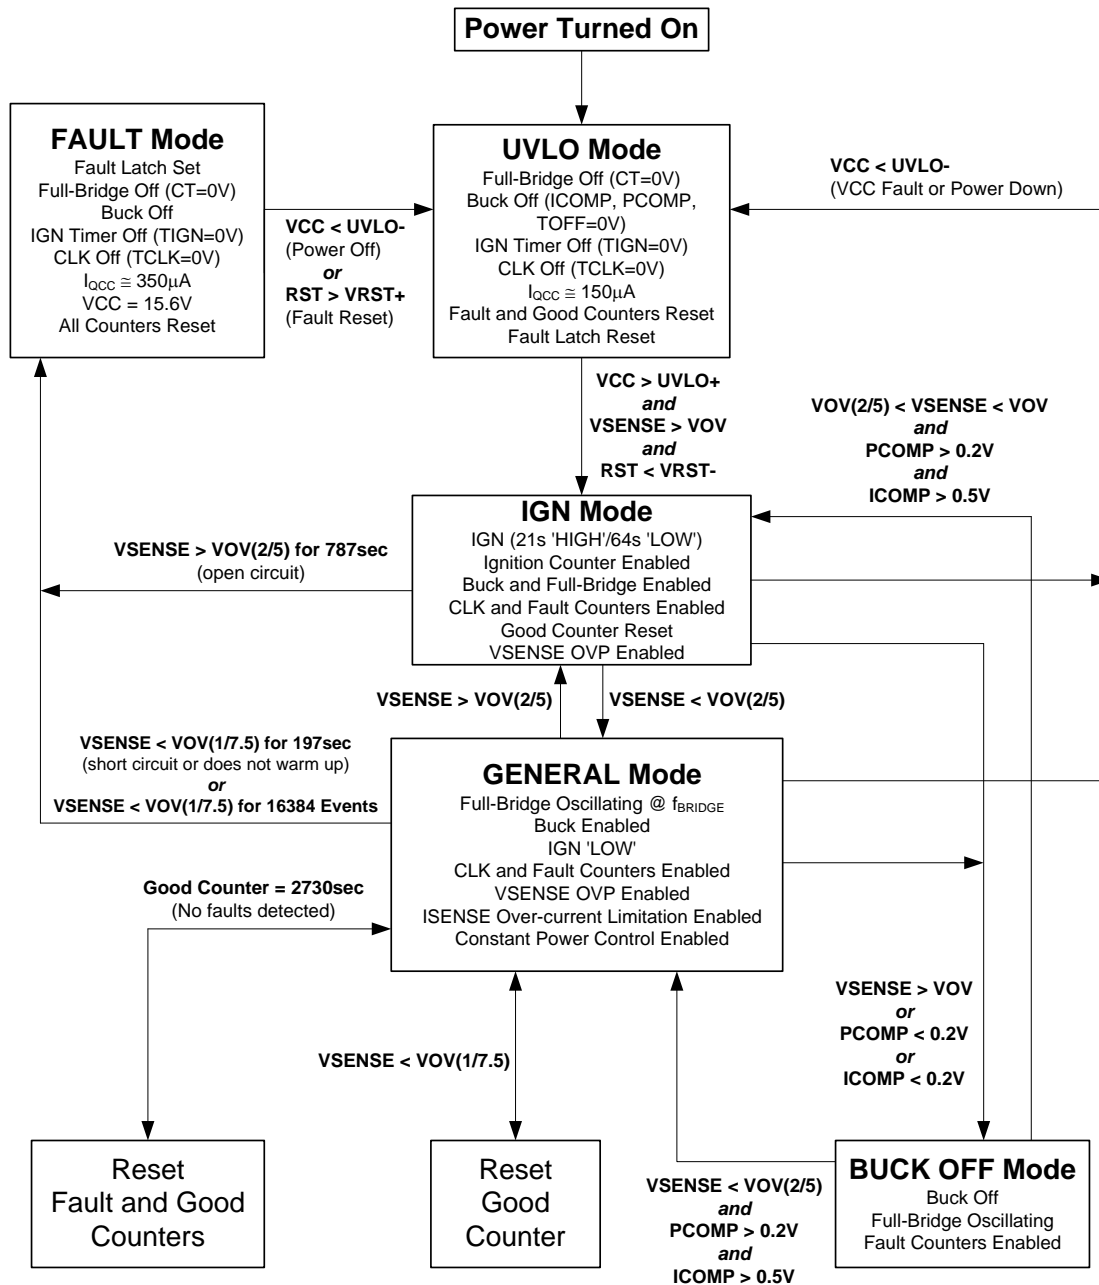 Power Turned On
FAULT Mode
Fault Latch Set
Full-Bridge Off (CT=0V)
Buck Off
IGN Timer Off (TIGN=0V)
CLK Off (TCLK=0V)
IQCC ≅ 350µA
VCC = 15.6V
All Counters Reset
VCC < UVLO-
(Power Off)
or
RST > VRST+
(Fault Reset)
UVLO Mode
Full-Bridge Off (CT=0V)
Buck Off (ICOMP, PCOMP,
TOFF=0V)
IGN Timer Off (TIGN=0V)
CLK Off (TCLK=0V)
IQCC ≅ 150µA
Fault and Good Counters Reset
Fault Latch Reset
VCC < UVLO-
(VCC Fault or Power Down)
VCC > UVLO+
and
VSENSE > VOV
and
RST < VRST-
VOV(2/5) < VSENSE < VOV
and
PCOMP > 0.2V
and
ICOMP > 0.5V
IGN Mode
IGN (21s 'HIGH'/64s 'LOW')
Ignition Counter Enabled
Buck and Full-Bridge Enabled
CLK and Fault Counters Enabled
Good Counter Reset
VSENSE OVP Enabled
VSENSE > VOV(2/5) for 787sec
(open circuit)
VSENSE > VOV(2/5)
VSENSE < VOV(2/5)
VSENSE < VOV(1/7.5) for 197sec
(short circuit or does not warm up)
or
VSENSE < VOV(1/7.5) for 16384 Events
GENERAL Mode
Full-Bridge Oscillating @ fBRIDGE
Buck Enabled
IGN 'LOW'
CLK and Fault Counters Enabled
VSENSE OVP Enabled
ISENSE Over-current Limitation Enabled
Constant Power Control Enabled
Good Counter = 2730sec
(No faults detected)
VSENSE < VOV(1/7.5)
VSENSE > VOV
or
PCOMP < 0.2V
or
ICOMP < 0.2V
Reset
Fault and Good
Counters
Reset
Good
Counter
VSENSE < VOV(2/5)
and
PCOMP > 0.2V
and
ICOMP > 0.5V
BUCK OFF Mode
Buck Off
Full-Bridge Oscillating
Fault Counters Enabled